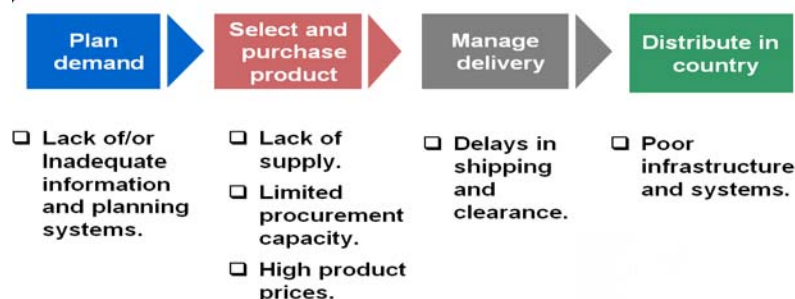 Plan
demand
Select and
purchase
product
Manage
delivery
Distribute in
country
Lack of/or
Inadequate
information
and planning
systems.
Lack of
supply.
Limited
procurement
capacity.
High product
prices.
Delays in
shipping
and
clearance.
Poor
infrastructure
and systems.